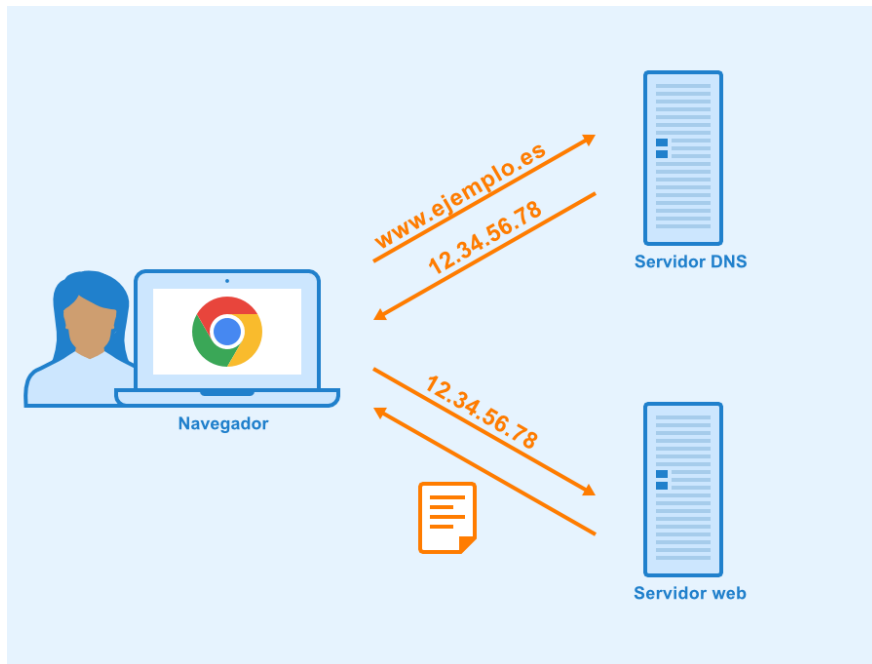 www.ejemplo.es
12.34.56.78
Servidor DNS
Navegador
12.34.56.78
Servidor web